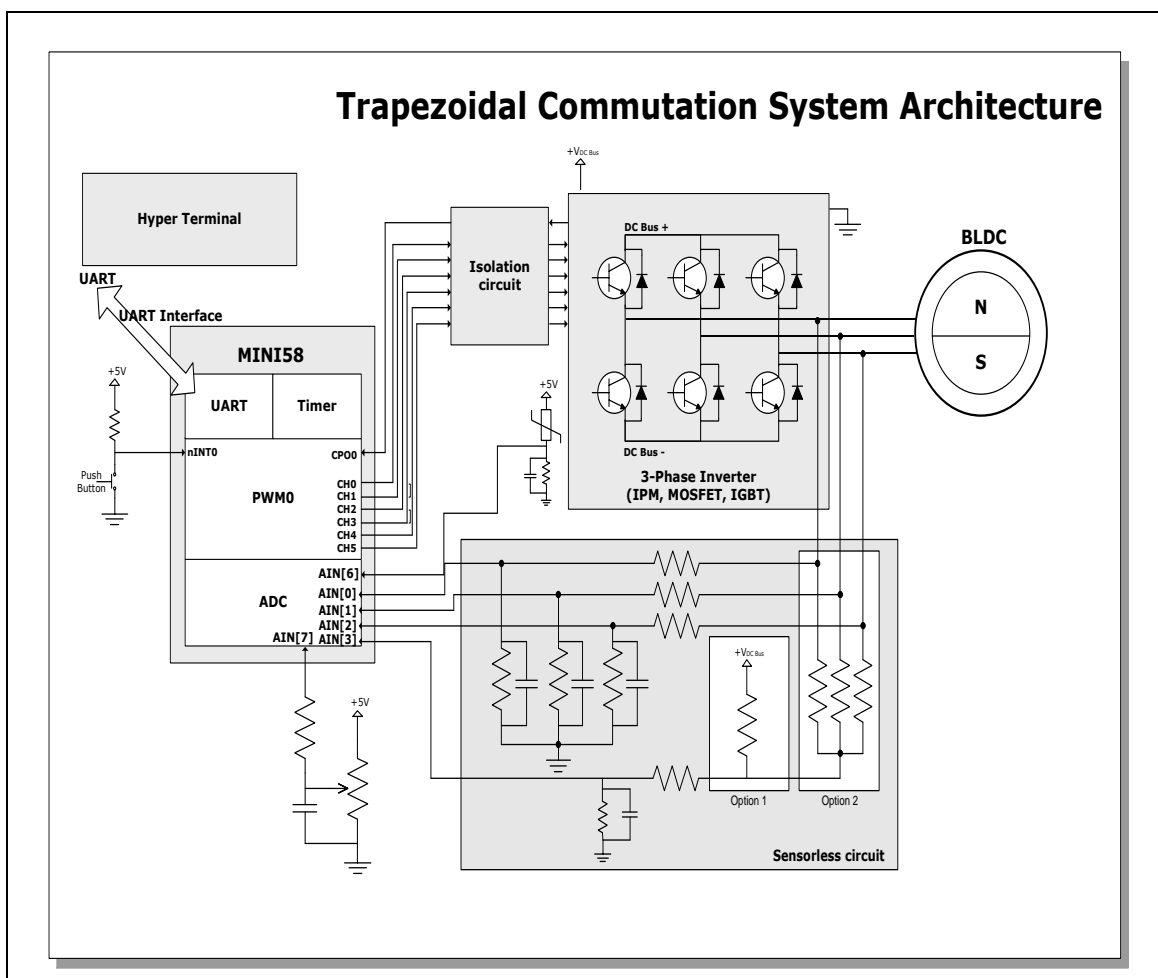 Trapezoidal Commutation System Architecture
+VDC Bus
Hyper Terminal
Isolation
circuit
DC Bus +
BLDC
N
S
UART
UART Interface
MINI58
+5V
UART
Timer
+5V
nINT0
CPO0
DC Bus -
Push
Button
PWM0
3-Phase Inverter
(IPM, MOSFET, IGBT)
CH0
CH1
CH2
CH3
CH4
CH5
AIN[6]
AIN[0]
ADC
AIN[1]
AIN[2]
AIN[7]
AIN[3]
+VDC Bus
+5V
Option 1
Option 2
Sensorless circuit